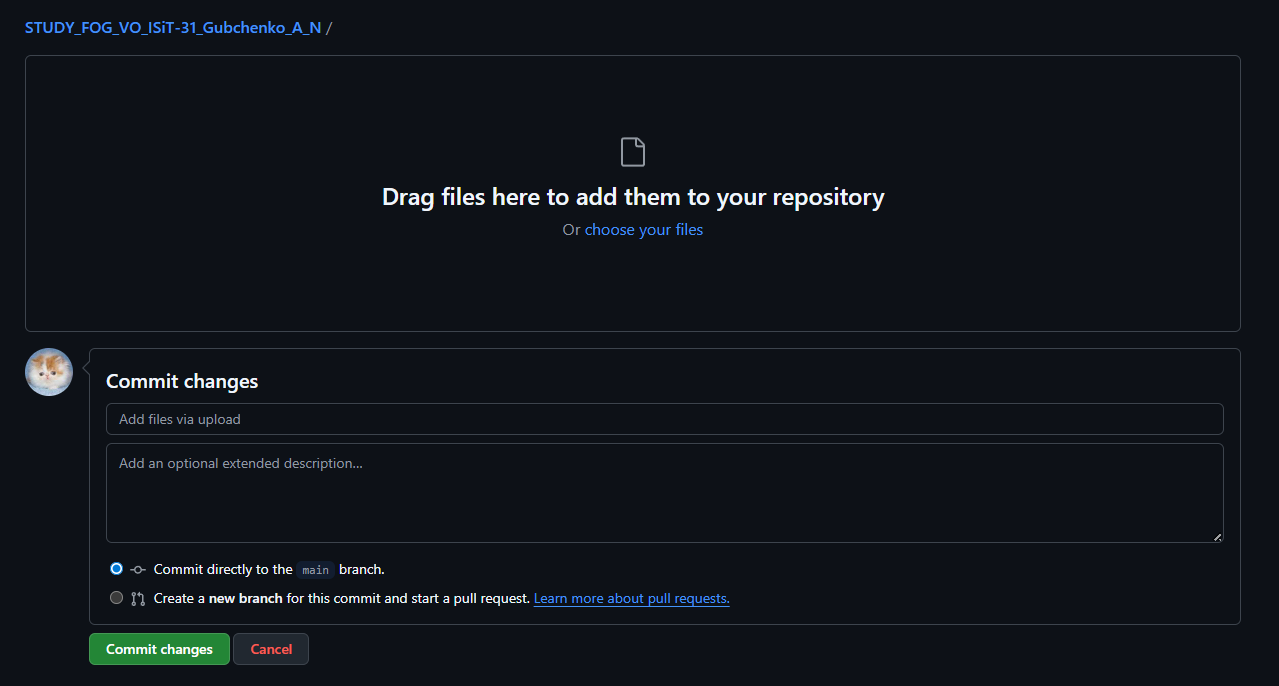 STUDY_FOG_VO_ISiT-31_Gubchenko_A_N /
Drag files here to add them to your repository
Or choose your files
Commit changes
Add files via upload
Add an optional extended description...
Commit directly to the main branch.
Create a new branch for this commit and start a pull request. Learn more about pull requests.
Commit changes Cancel